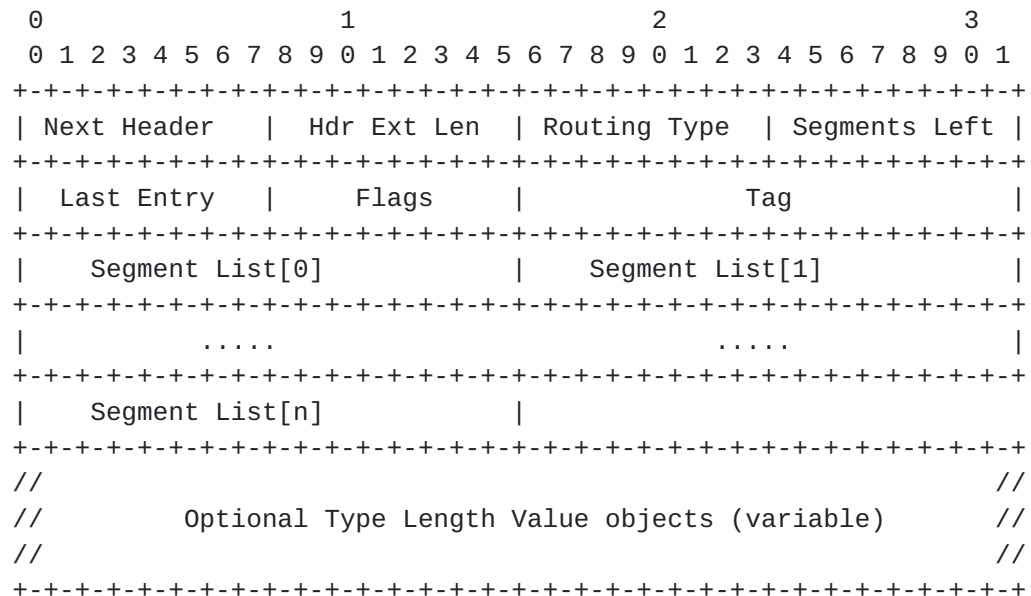 0                   1                   2                   3
 0 1 2 3 4 5 6 7 8 9 0 1 2 3 4 5 6 7 8 9 0 1 2 3 4 5 6 7 8 9 0 1
+-+-+-+-+-+-+-+-+-+-+-+-+-+-+-+-+-+-+-+-+-+-+-+-+-+-+-+-+-+-+-+-+
| Next Header   |  Hdr Ext Len  | Routing Type  | Segments Left |
+-+-+-+-+-+-+-+-+-+-+-+-+-+-+-+-+-+-+-+-+-+-+-+-+-+-+-+-+-+-+-+-+
|  Last Entry   |     Flags     |              Tag              |
+-+-+-+-+-+-+-+-+-+-+-+-+-+-+-+-+-+-+-+-+-+-+-+-+-+-+-+-+-+-+-+-+
|    Segment List[0]            |    Segment List[1]            |
+-+-+-+-+-+-+-+-+-+-+-+-+-+-+-+-+-+-+-+-+-+-+-+-+-+-+-+-+-+-+-+-+
|           .....                            .....              |
+-+-+-+-+-+-+-+-+-+-+-+-+-+-+-+-+-+-+-+-+-+-+-+-+-+-+-+-+-+-+-+-+
|    Segment List[n]            |
+-+-+-+-+-+-+-+-+-+-+-+-+-+-+-+-+-+-+-+-+-+-+-+-+-+-+-+-+-+-+-+-+
//                                                             //
//         Optional Type Length Value objects (variable)       //
//                                                             //
+-+-+-+-+-+-+-+-+-+-+-+-+-+-+-+-+-+-+-+-+-+-+-+-+-+-+-+-+-+-+-+-+